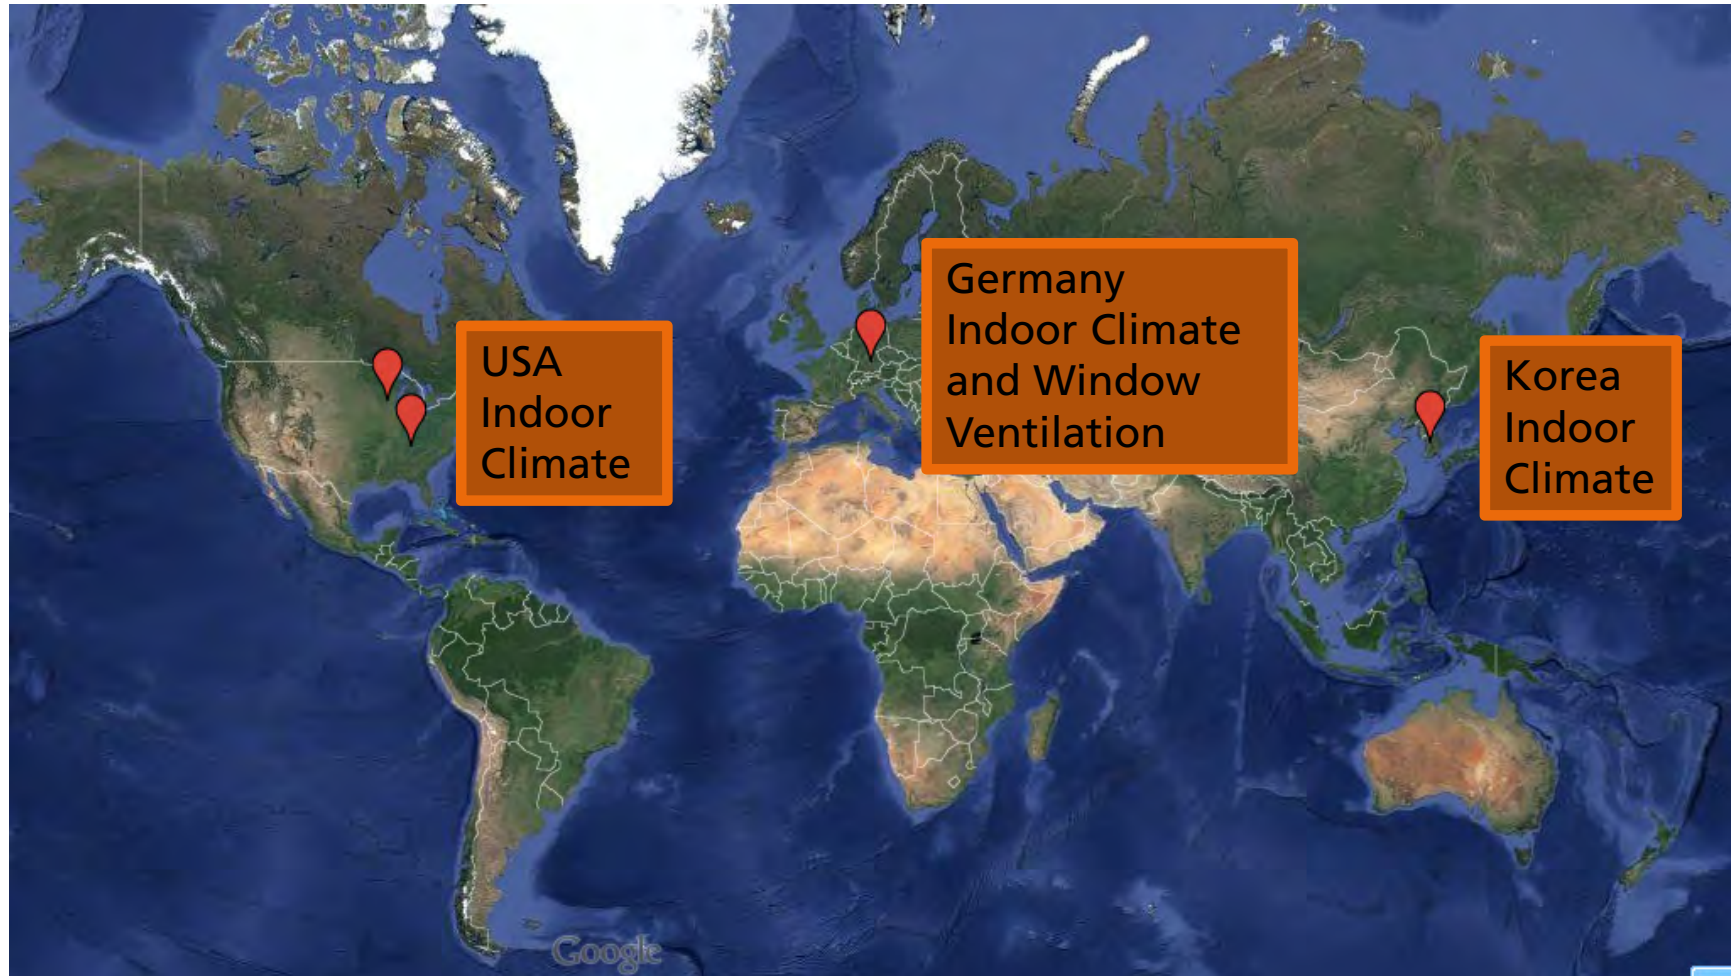 USA
Indoor
Climate
Germany
Indoor Climate
and Window
Ventilation
Korea
Indoor
Climate
Google